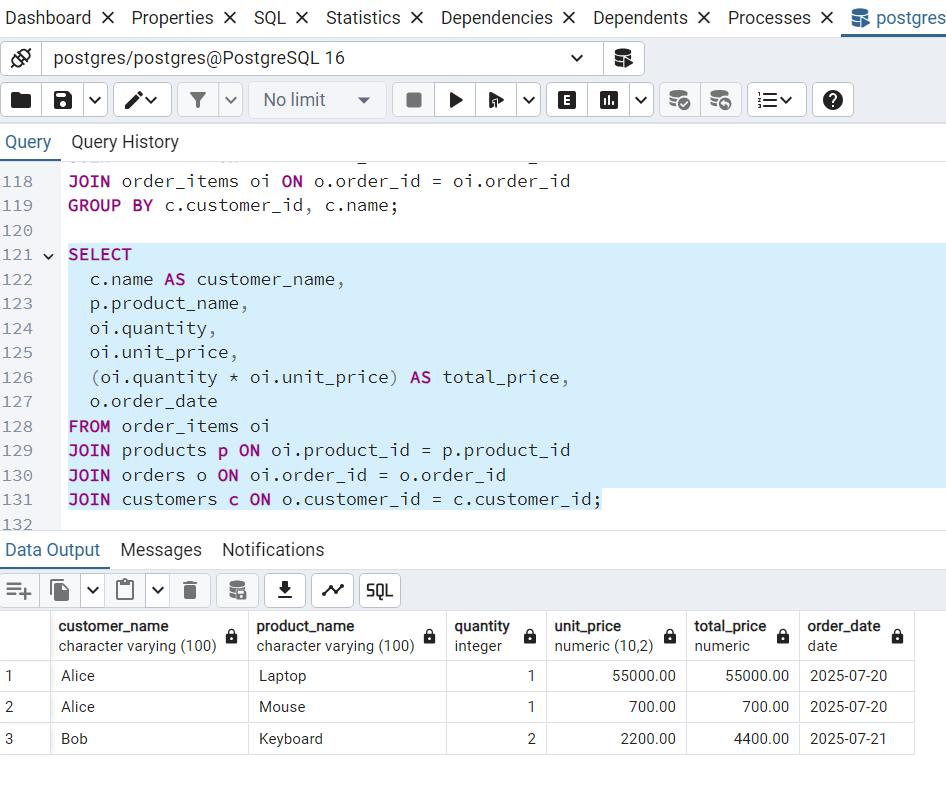 Dashboard Properties SQL Statistics Dependencies Dependents Processes postgres
postgres/postgres@PostgreSQL 16
No limit E
Query Query History
118 JOIN order_items oi ON o.order_id = oi.order_id
119 GROUP BY c.customer_id, c.name;
120
121 SELECT
122 c.name AS customer_name,
123 p.product_name,
124 oi.quantity,
125 oi.unit_price,
126 (oi.quantity * oi.unit_price) AS total_price,
127 o.order_date
128 FROM order_items oi
129 JOIN products p ON oi.product_id = p.product_id
130 JOIN orders o ON oi.order_id = o.order_id
131 JOIN customers c ON o.customer_id = c.customer_id;
132
Data Output Messages Notifications
SQL
customer_name product_name quantity unit_price total_price order_date
character varying (100) character varying (100) integer numeric (10,2) numeric date
1 Alice Laptop 1 55000.00 55000.00 2025-07-20
2 Alice Mouse 1 700.00 700.00 2025-07-20
3 Bob Keyboard 2 2200.00 4400.00 2025-07-21